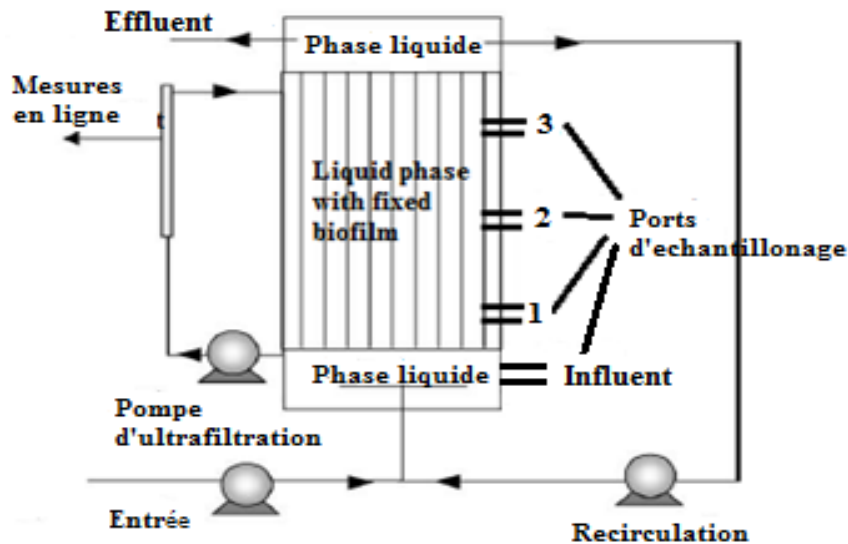 Effluent
Phase liquide
Mesures
en ligne
t
3
Liquid phase
with fixed
biofilm
2
Ports
d'echantillonage
1
Phase liquide
Influent
Pompe
d'ultrafiltration
Entrée
Recirculation